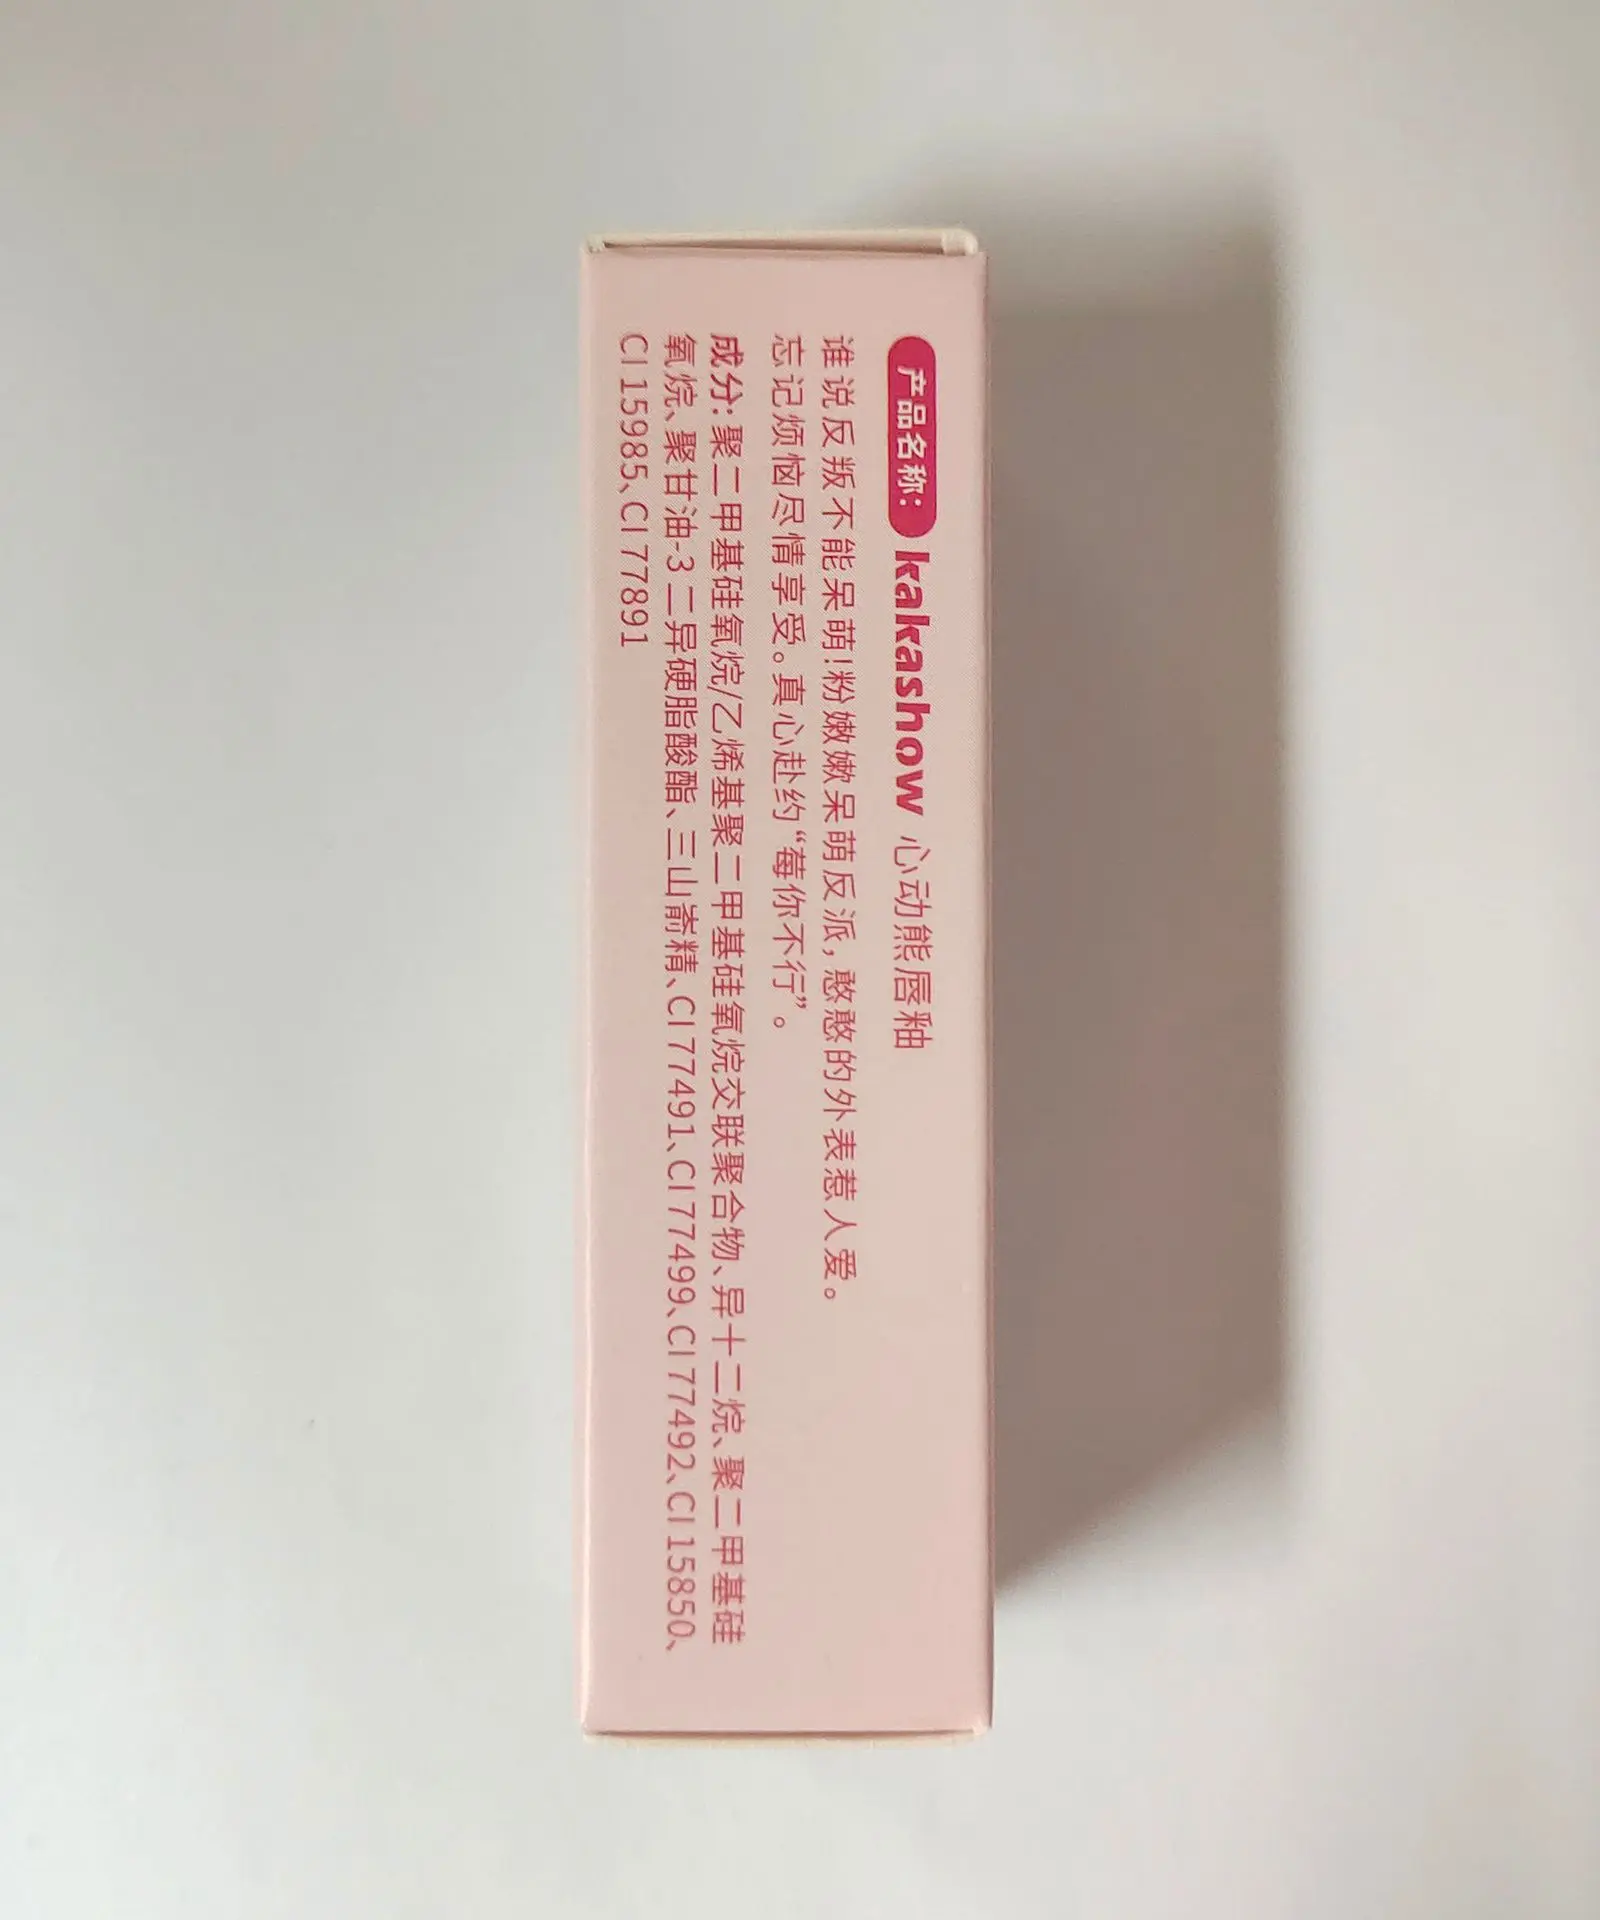 产品名称: kakashow 心动熊唇釉
谁说反叛不能呆萌!粉嫩嫩呆萌反派,憨憨的外表惹人爱。
忘记烦恼尽情享受。真心赴约“莓你不行”。
成分:聚二甲基硅氧烷/乙烯基聚二甲基硅氧烷交联聚合物、异十二烷、聚二甲基硅
氧烷、聚甘油-3 二异硬脂酸酯、三山嵛精、CI 77491、CI 77499、CI 77492、CI 15850、
CI 15985、CI 77891